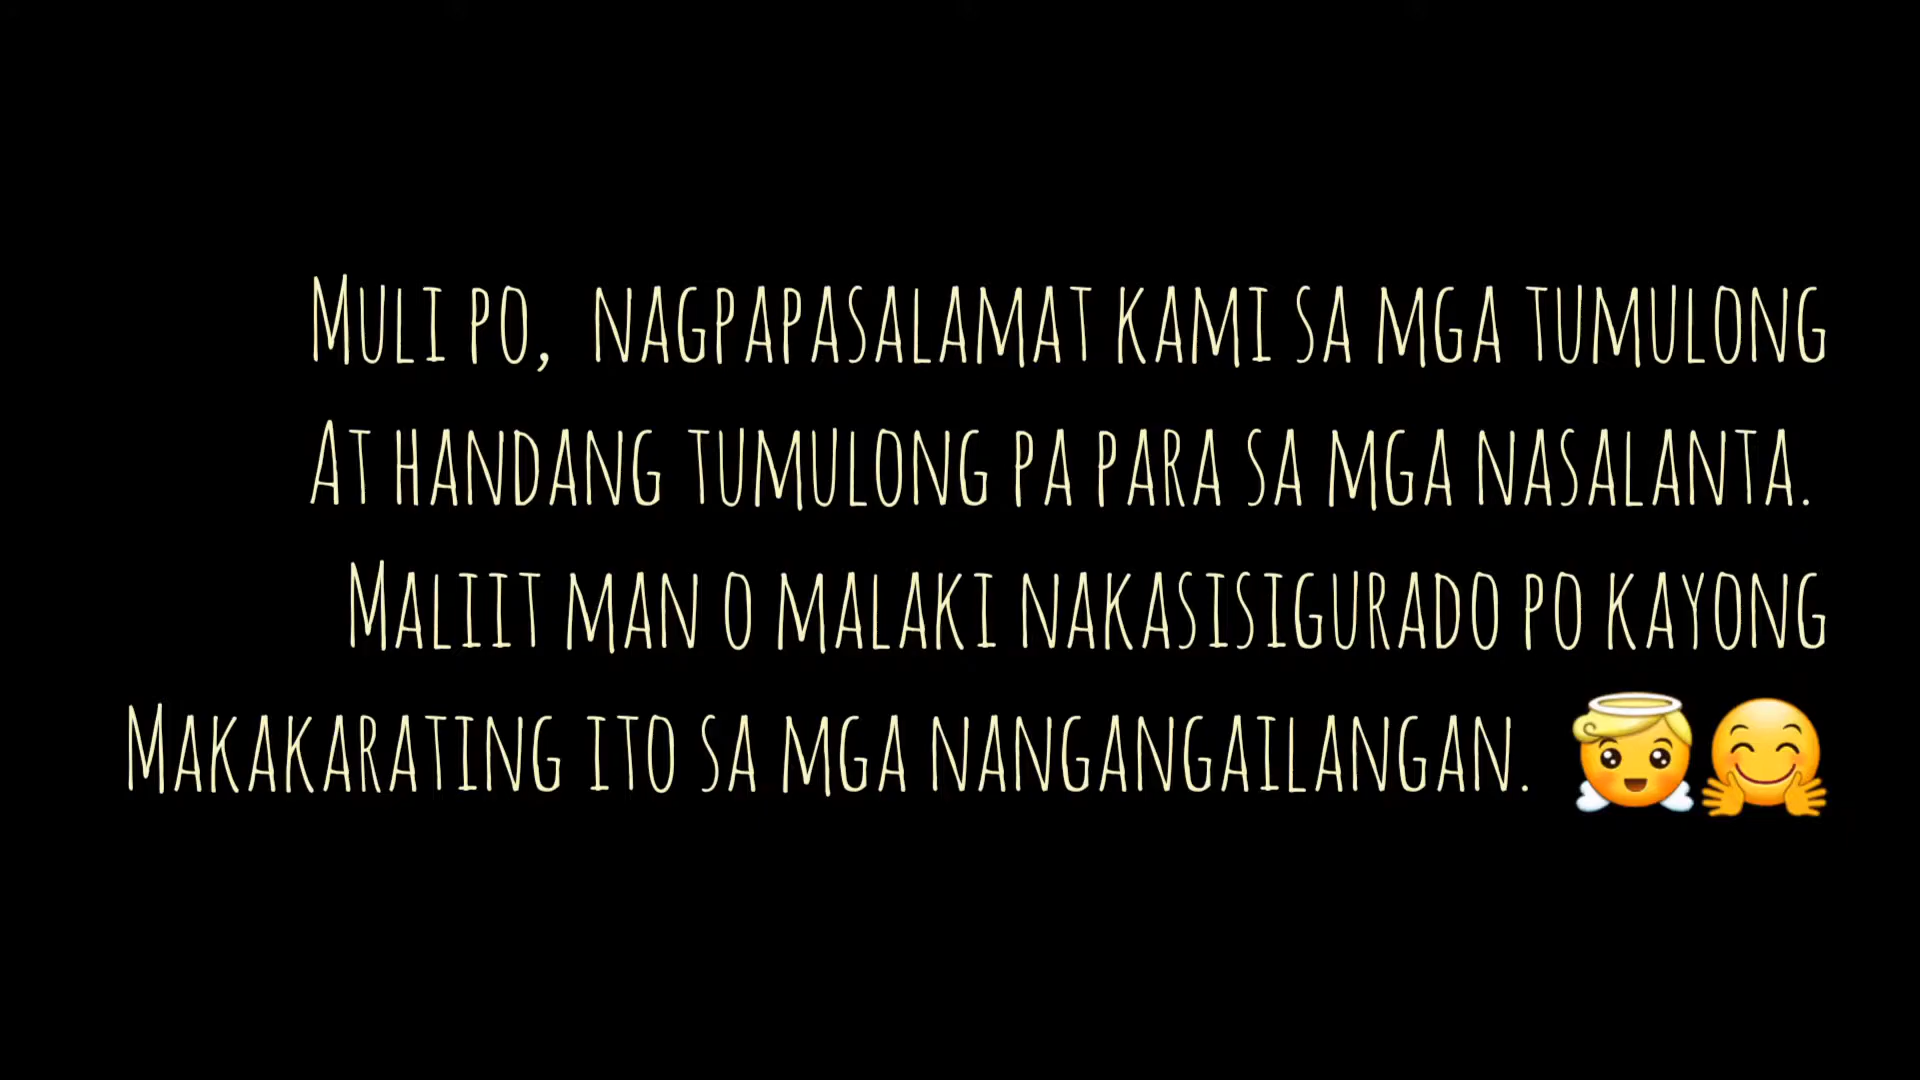 Muli po, nagpapasalamat kami sa mga tumulong
At handang tumulong pa para sa mga nasalanta.
Maliit man o malaki nakasisigurado po kayong
Makakarating ito sa mga nangangailangan. 😇🤗